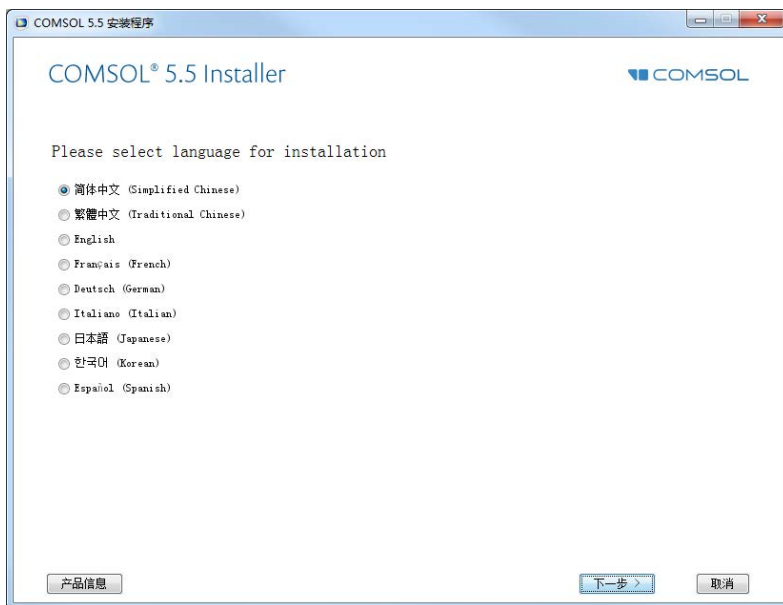 COMSOL 5.5 安装程序
COMSOL® 5.5 Installer
COMSOL
Please select language for installation
简体中文 (Simplified Chinese)
繁體中文 (Traditional Chinese)
English
Français (French)
Deutsch (German)
Italiano (Italian)
日本語 (Japanese)
한국어 (Korean)
Español (Spanish)
产品信息
下一步 >
取消